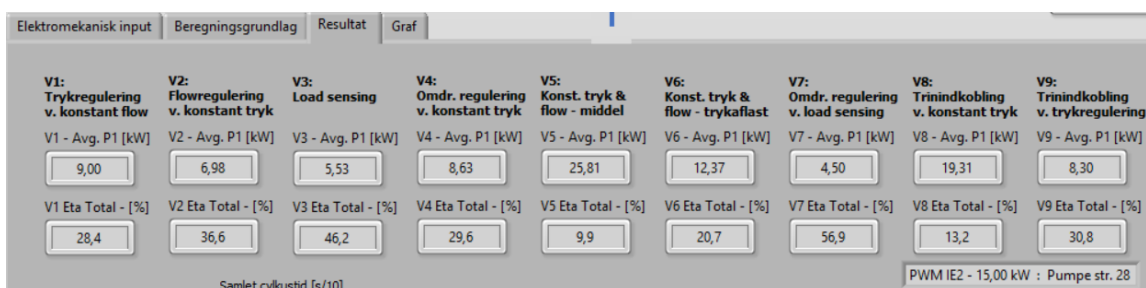 Elektromekanisk input Beregningsgrundlag Resultat Graf
V1: V2: V3: V4: V5: V6: V7: V8: V9:
Trykregulering Flowregulering Load sensing Omdr. regulering Konst. tryk & Konst. tryk & Omdr. regulering Trinindkobling Trinindkobling
v. konstant flow v. konstant tryk v. konstant tryk flow - middel flow - trykaflast v. load sensing v. konstant tryk v. trykregulering
V1 - Avg. P1 [kW] V2 - Avg. P1 [kW] V3 - Avg. P1 [kW] V4 - Avg. P1 [kW] V5 - Avg. P1 [kW] V6 - Avg. P1 [kW] V7 - Avg. P1 [kW] V8 - Avg. P1 [kW] V9 - Avg. P1 [kW]
9,00 6,98 5,53 8,63 25,81 12,37 4,50 19,31 8,30
V1 Eta Total - [%] V2 Eta Total - [%] V3 Eta Total - [%] V4 Eta Total - [%] V5 Eta Total - [%] V6 Eta Total - [%] V7 Eta Total - [%] V8 Eta Total - [%] V9 Eta Total - [%]
28,4 36,6 46,2 29,6 9,9 20,7 56,9 13,2 30,8
PWM IE2 - 15,00 kW : Pumpe str. 28
Samlet cylkustid [s/10]